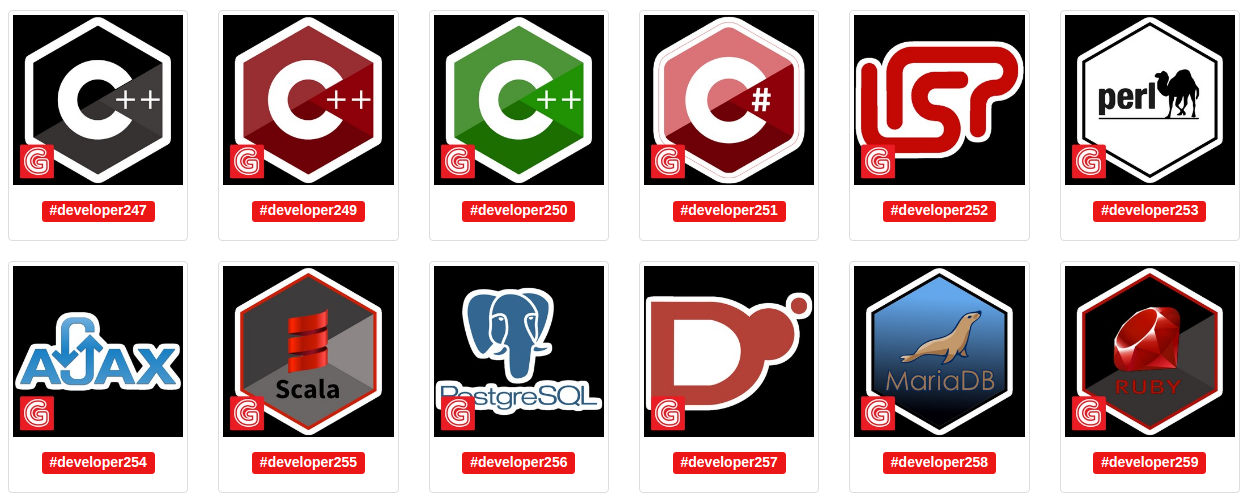 C++
G
#developer247
C++
G
#developer249
C++
G
#developer250
C#
G
#developer251
LISP
G
#developer252
perl
G
#developer253
AJAX
G
#developer254
Scala
G
#developer255
PostgreSQL
G
#developer256
D
G
#developer257
MariaDB
G
#developer258
RUBY
G
#developer259